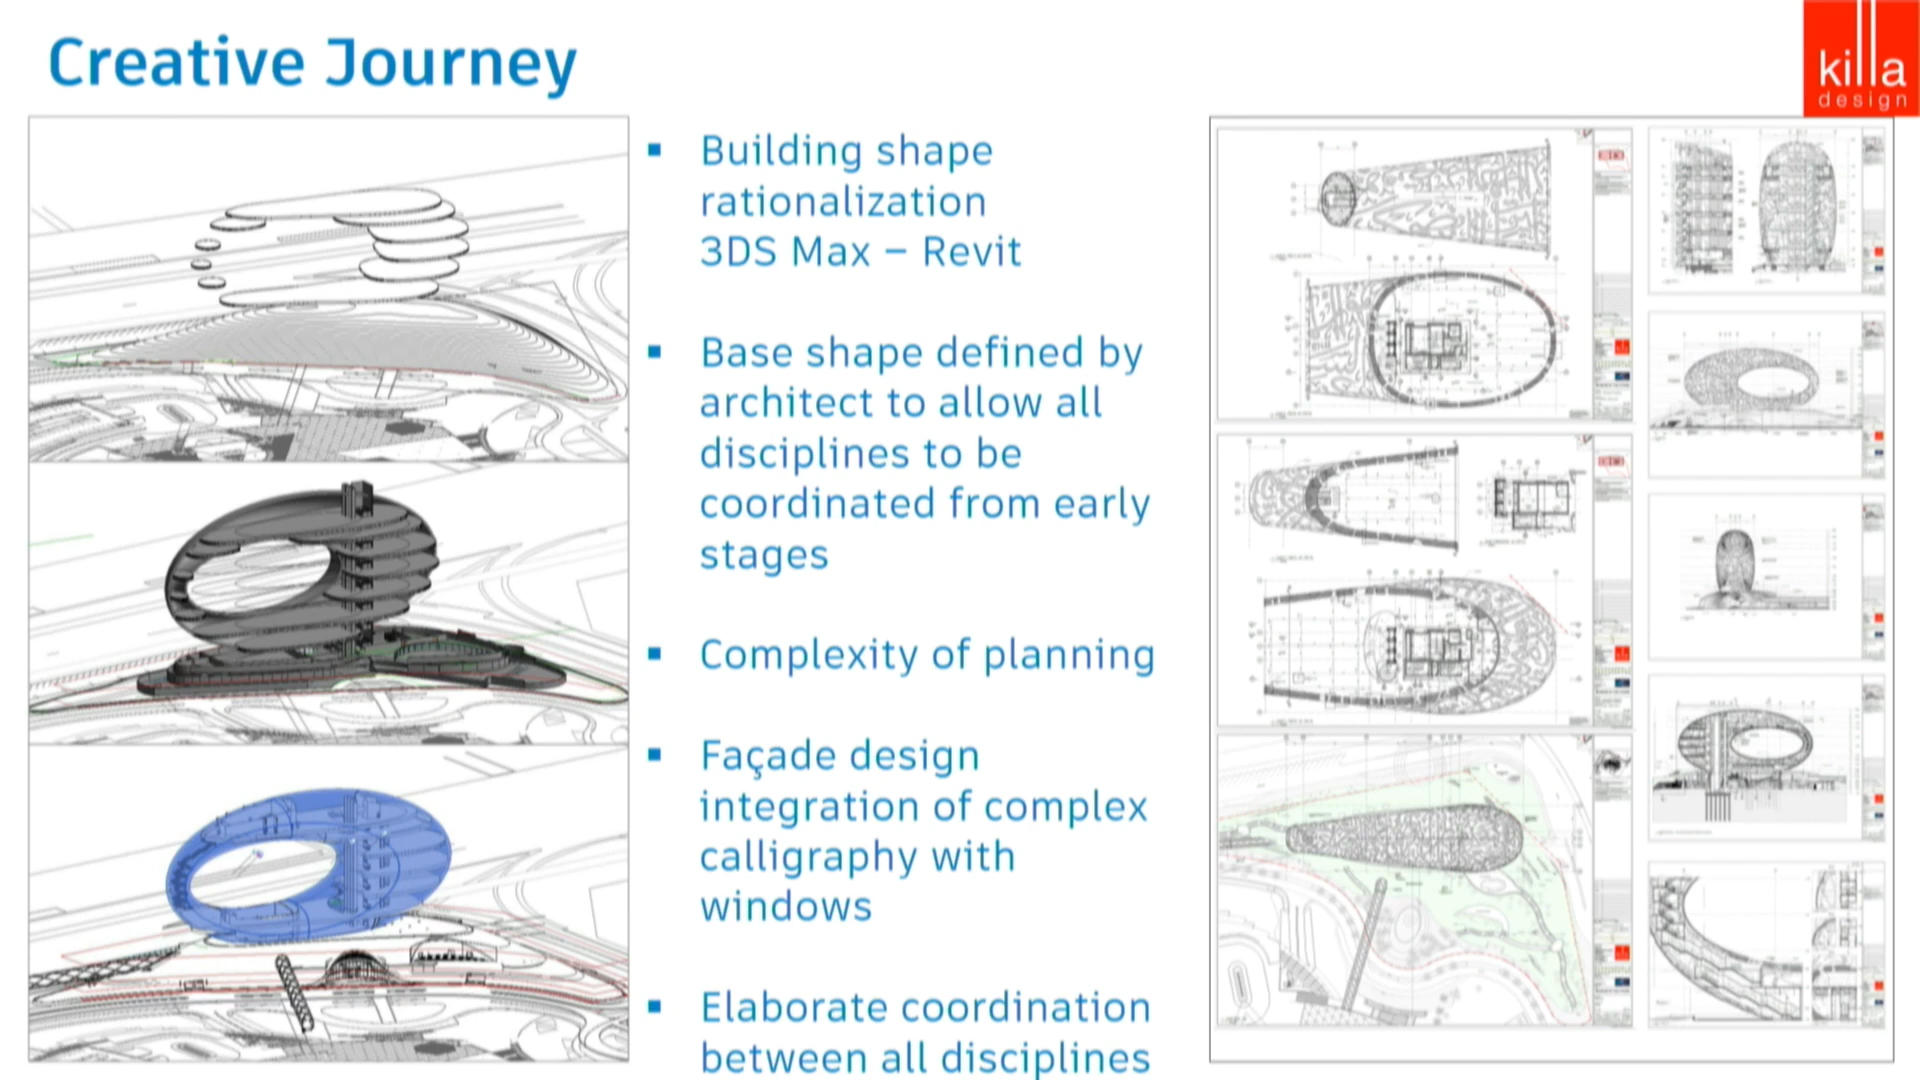 Creative Journey
killa
design
Building shape
rationalization
3DS Max – Revit
Base shape defined by
architect to allow all
disciplines to be
coordinated from early
stages
Complexity of planning
Façade design
integration of complex
calligraphy with
windows
Elaborate coordination
between all disciplines